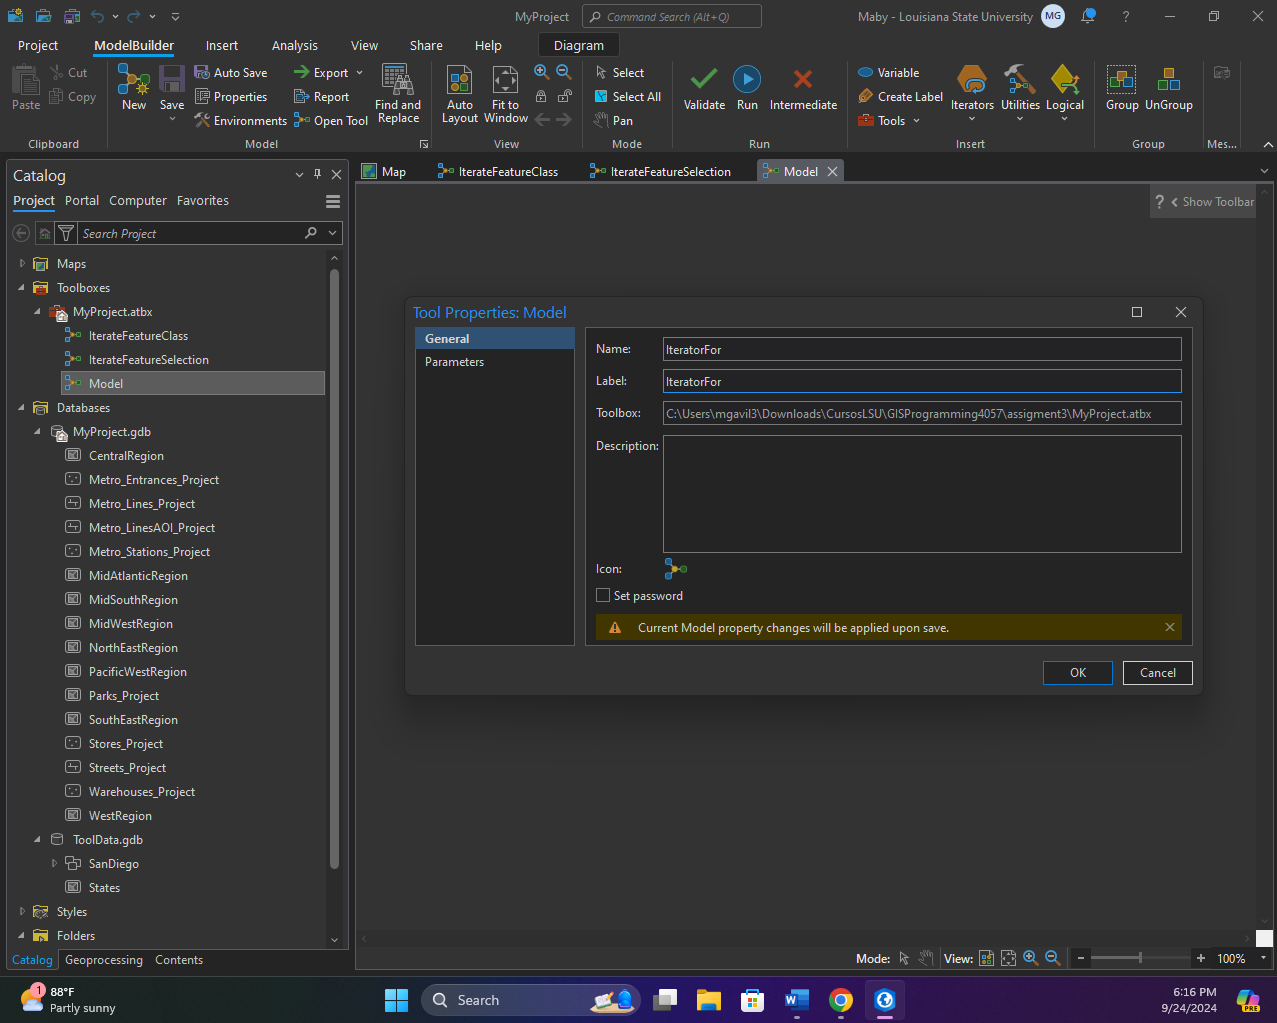 MyProject
Command Search (Alt+Q)
Maby - Louisiana State University
MG
?
Project
ModelBuilder
Insert
Analysis
View
Share
Help
Diagram
Paste
Cut
Copy
Clipboard
New
Save
Auto Save
Properties
Environments
Export
Report
Open Tool
Find and
Replace
Model
Auto
Layout
Fit to
Window
View
Select
Select All
Pan
Mode
Validate
Run
Intermediate
Run
Variable
Create Label
Tools
Iterators
Utilities
Logical
Insert
Group
UnGroup
Group
Mes...
Catalog
Project
Portal
Computer
Favorites
Search Project
Maps
Toolboxes
MyProject.atbx
IterateFeatureClass
IterateFeatureSelection
Model
Databases
MyProject.gdb
CentralRegion
Metro_Entrances_Project
Metro_Lines_Project
Metro_LinesAOI_Project
Metro_Stations_Project
MidAtlanticRegion
MidSouthRegion
MidWestRegion
NorthEastRegion
PacificWestRegion
Parks_Project
SouthEastRegion
Stores_Project
Streets_Project
Warehouses_Project
WestRegion
ToolData.gdb
SanDiego
States
Styles
Folders
Catalog
Geoprocessing
Contents
Map
IterateFeatureClass
IterateFeatureSelection
Model
? < Show Toolbar
Tool Properties: Model
General
Parameters
Name: IteratorFor
Label: IteratorFor
Toolbox: C:\Users\mgavil3\Downloads\CursosLSU\GISProgramming4057\assigment3\MyProject.atbx
Description:
Icon:
Set password
Current Model property changes will be applied upon save.
OK
Cancel
Mode:
View:
100%
1
88°F
Partly sunny
Search
PRE
6:16 PM
9/24/2024